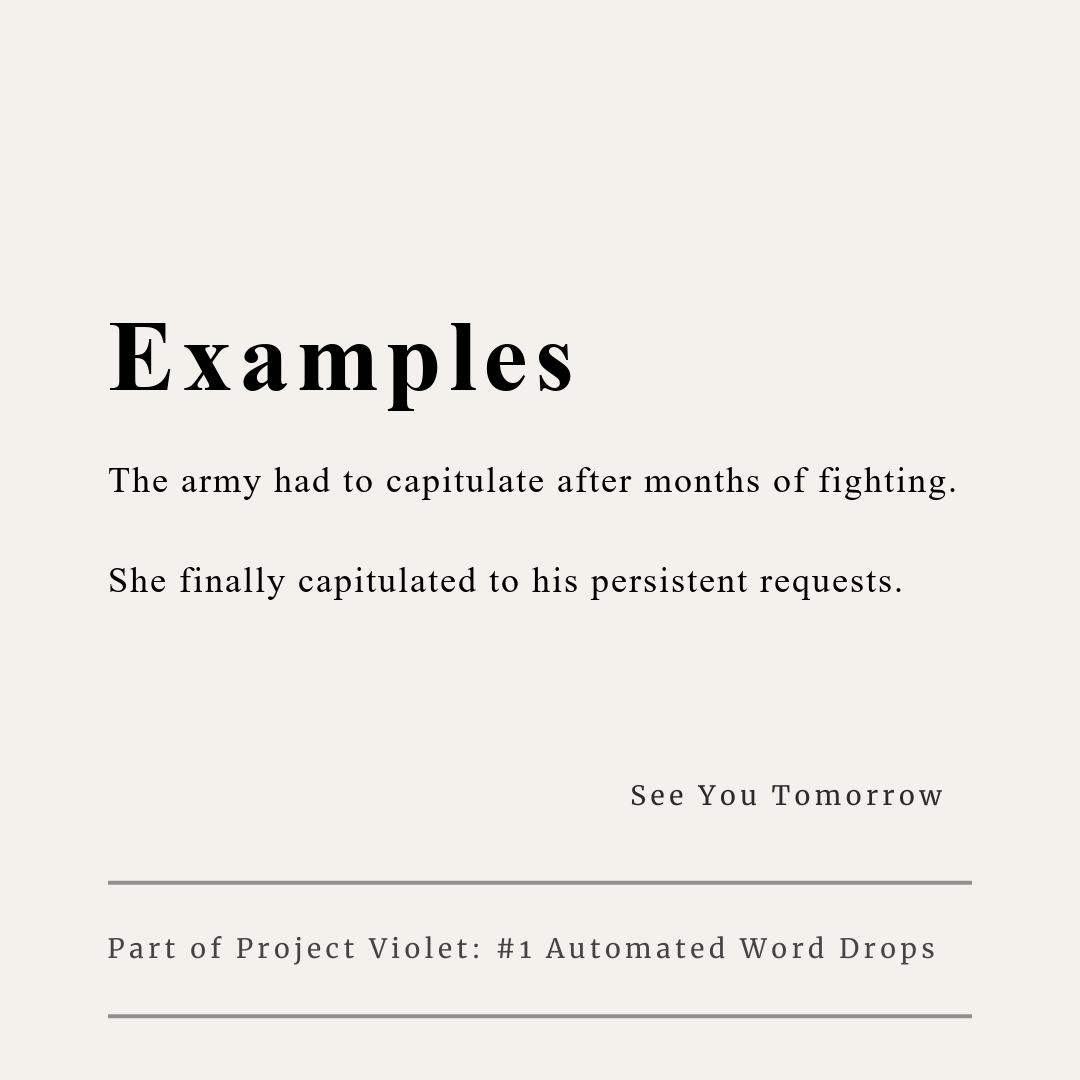 Examples
The army had to capitulate after months of fighting.
She finally capitulated to his persistent requests.
See You Tomorrow
Part of Project Violet: #1 Automated Word Drops